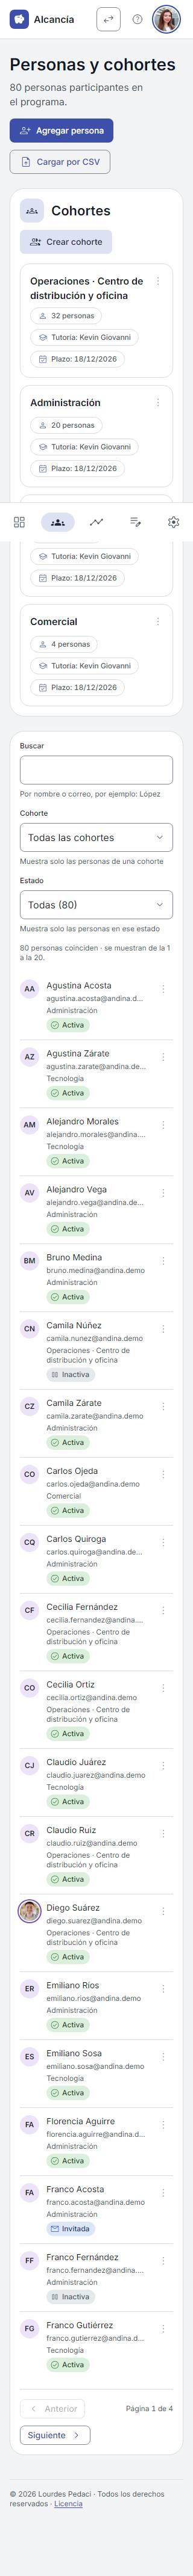 Alcancía
Personas y cohortes
80 personas participantes en
el programa.
Agregar persona
Cargar por CSV
Cohortes
Crear cohorte
Operaciones · Centro de
distribución y oficina
32 personas
Tutoria: Kevin Giovanni
Plazo: 18/12/2026
Administración
20 personas
Tutoria: Kevin Giovanni
Plazo: 18/12/2026
Tutoria: Kevin Giovanni
Plazo: 18/12/2026
Comercial
4 personas
Tutoria: Kevin Giovanni
Plazo: 18/12/2026
Buscar
Por nombre o correo, por ejemplo: López
Cohorte
Todas las cohortes
Muestra solo las personas de una cohorte
Estado
Todas (80)
Muestra solo las personas en ese estado
80 personas coinciden · se muestran de la 1
a la 20.
AA
Agustina Acosta
agustina.acosta@andina.d...
Administración
Activa
AZ
Agustina Zárate
agustina.zarate@andina.de...
Tecnología
Activa
AM
Alejandro Morales
alejandro.morales@andina....
Tecnología
Activa
AV
Alejandro Vega
alejandro.vega@andina.de...
Administración
Activa
BM
Bruno Medina
bruno.medina@andina.demo
Administración
Activa
CN
Camila Núñez
camila.nunez@andina.demo
Operaciones · Centro de
distribución y oficina
Inactiva
CZ
Camila Zárate
camila.zarate@andina.demo
Administración
Activa
CO
Carlos Ojeda
carlos.ojeda@andina.demo
Comercial
Activa
CQ
Carlos Quiroga
carlos.quiroga@andina.de...
Administración
Activa
CF
Cecilia Fernández
cecilia.fernandez@andina....
Operaciones · Centro de
distribución y oficina
Activa
CO
Cecilia Ortiz
cecilia.ortiz@andina.demo
Operaciones · Centro de
distribución y oficina
Activa
CJ
Claudio Juárez
claudio.juarez@andina.demo
Tecnología
Activa
CR
Claudio Ruiz
claudio.ruiz@andina.demo
Operaciones · Centro de
distribución y oficina
Activa
Diego Suárez
diego.suarez@andina.demo
Operaciones · Centro de
distribución y oficina
Activa
ER
Emiliano Ríos
emiliano.rios@andina.demo
Administración
Activa
ES
Emiliano Sosa
emiliano.sosa@andina.demo
Tecnología
Activa
FA
Florencia Aguirre
florencia.aguirre@andina.d...
Administración
Activa
FA
Franco Acosta
franco.acosta@andina.demo
Administración
Invitada
FF
Franco Fernández
franco.fernandez@andina....
Administración
Inactiva
FG
Franco Gutiérrez
franco.gutierrez@andina.d...
Tecnología
Activa
Anterior
Página 1 de 4
Siguiente
© 2026 Lourdes Pedaci · Todos los derechos
reservados · Licencia